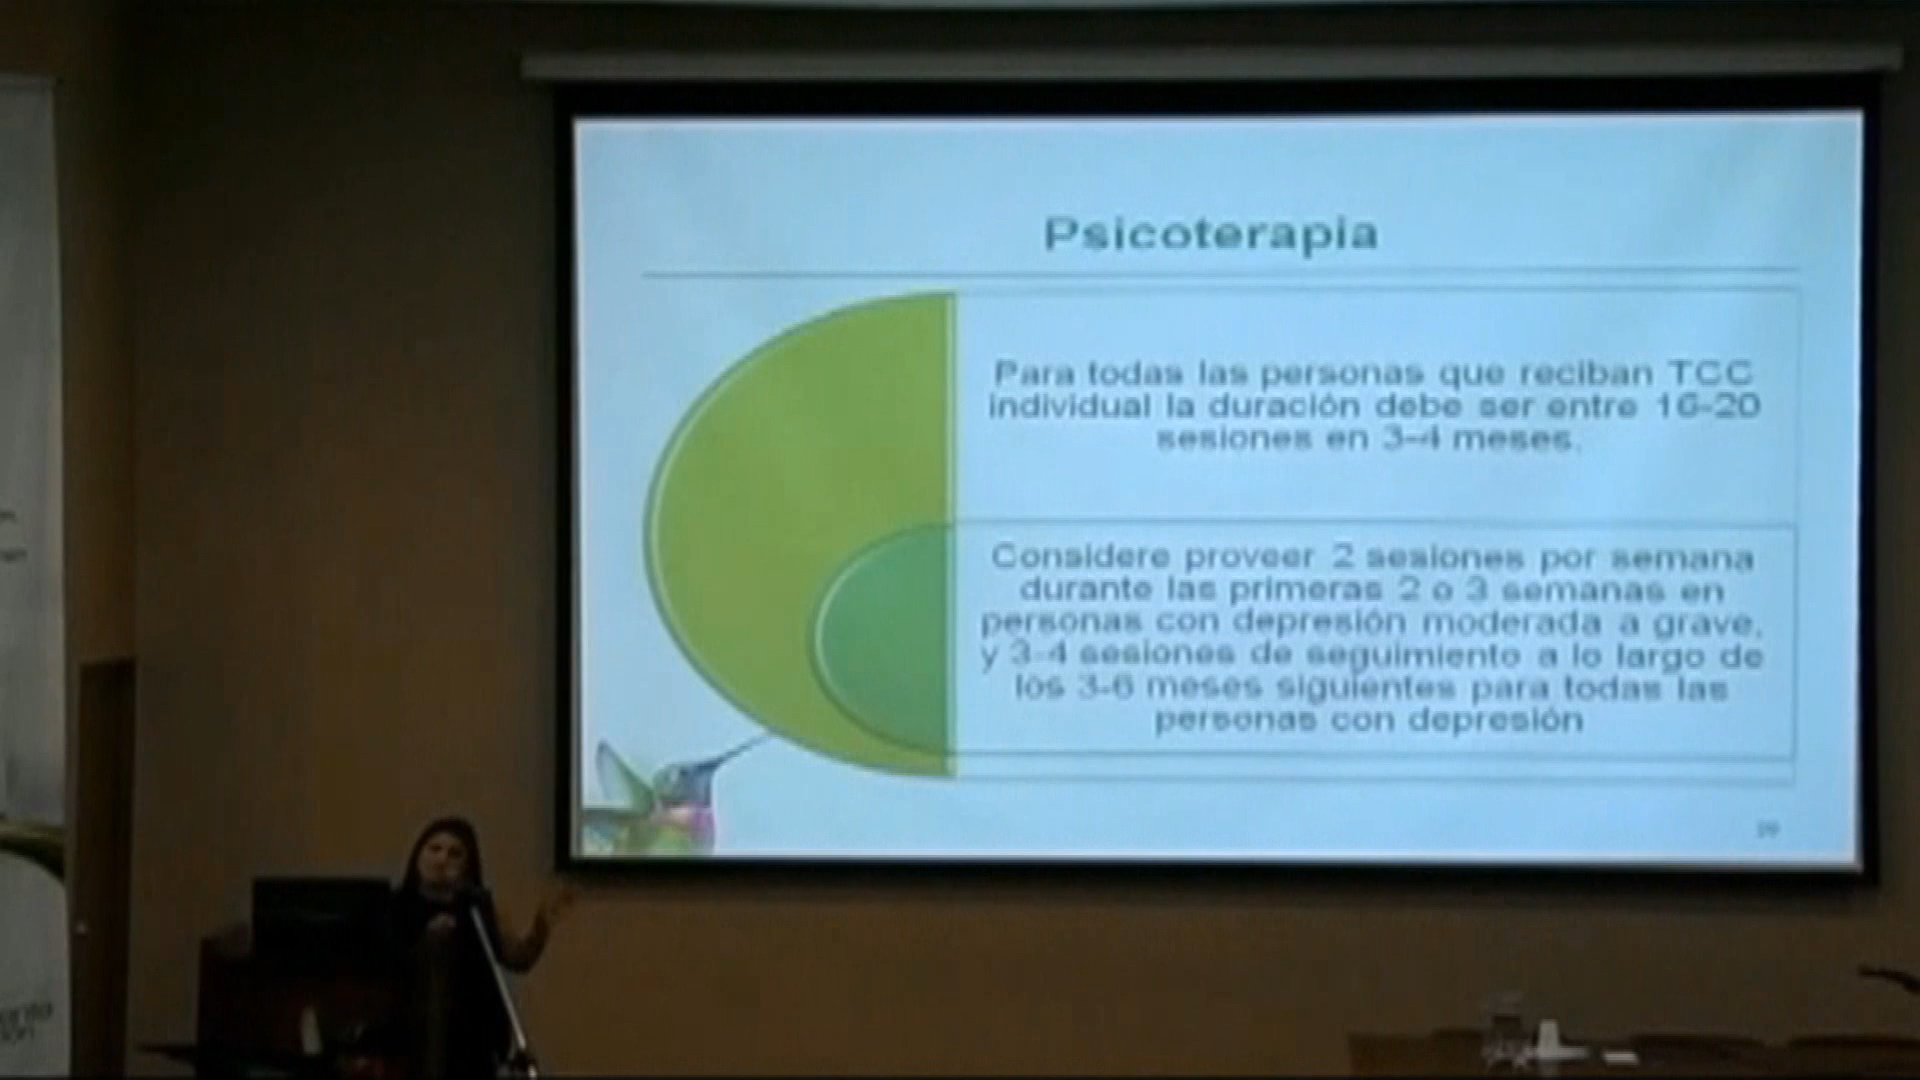 Psicoterapia
Para todas las personas que reciban TCC
individual la duración debe ser entre 16-20
sesiones en 3-4 meses.
Considere proveer 2 sesiones por semana
durante las primeras 2 o 3 semanas en
personas con depresión moderada a grave,
y 3-4 sesiones de seguimiento a lo largo de
los 3-6 meses siguientes para todas las
personas con depresión